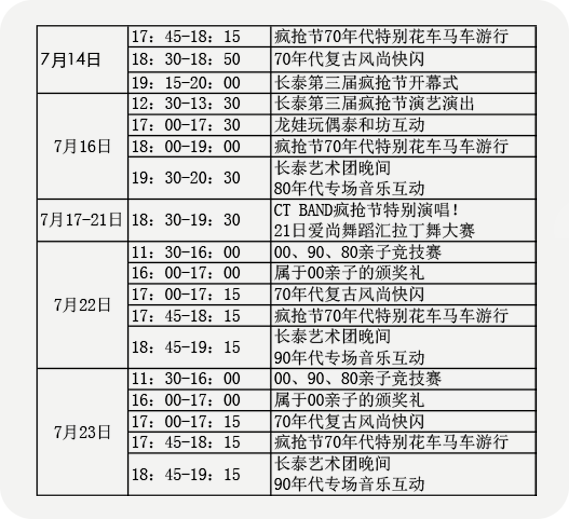 7月14日
17：45-18：15 疯抢节70年代特别花车马车游行
18：30-18：50 70年代复古风尚快闪
19：15-20：00 长泰第三届疯抢节开幕式
7月16日
12：30-13：30 长泰第三届疯抢节演艺演出
17：00-17：30 龙娃玩偶泰和坊互动
18：00-19：00 疯抢节70年代特别花车马车游行
19：30-20：30 长泰艺术团晚间
80年代专场音乐互动
7月17-21日 18：30-19：30 CT BAND疯抢节特别演唱！
21日爱尚舞蹈汇拉丁舞大赛
7月22日
11：30-16：00 00、90、80亲子竞技赛
16：00-17：00 属于00亲子的颁奖礼
17：00-17：15 70年代复古风尚快闪
17：45-18：15 疯抢节70年代特别花车马车游行
18：45-19：15 长泰艺术团晚间
90年代专场音乐互动
7月23日
11：30-16：00 00、90、80亲子竞技赛
16：00-17：00 属于00亲子的颁奖礼
17：00-17：15 70年代复古风尚快闪
17：45-18：15 疯抢节70年代特别花车马车游行
18：45-19：15 长泰艺术团晚间
90年代专场音乐互动